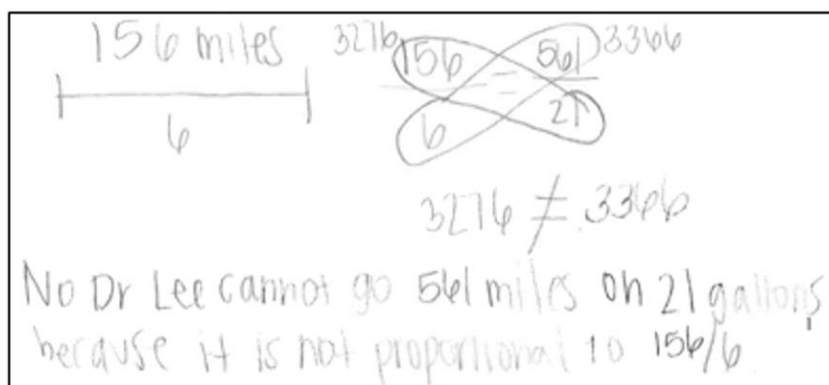 156 miles
6
3276 156 = 561 3366
6 21
3276 ≠ 3366
No Dr Lee cannot go 561 miles on 21 gallons
because it is not proportional to 156/6